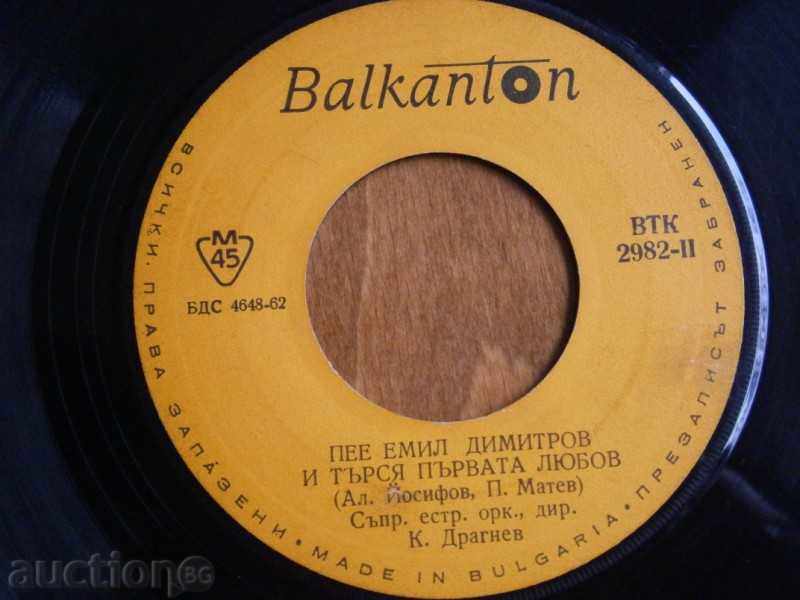 Balkanton
ВСИЧКИ ПРАВА ЗАПАЗЕНИ • MADE IN BULGARIA • ПРЕЗАПИСЪТ ЗАБРАНЕН
M
45
БДС 4648-62
ВТК
2982-II
ПЕЕ ЕМИЛ ДИМИТРОВ
И ТЪРСЯ ПЪРВАТА ЛЮБОВ
(Ал. Йосифов, П. Матев)
Съпр. естр. орк., дир.
К. Драгнев
auction BG